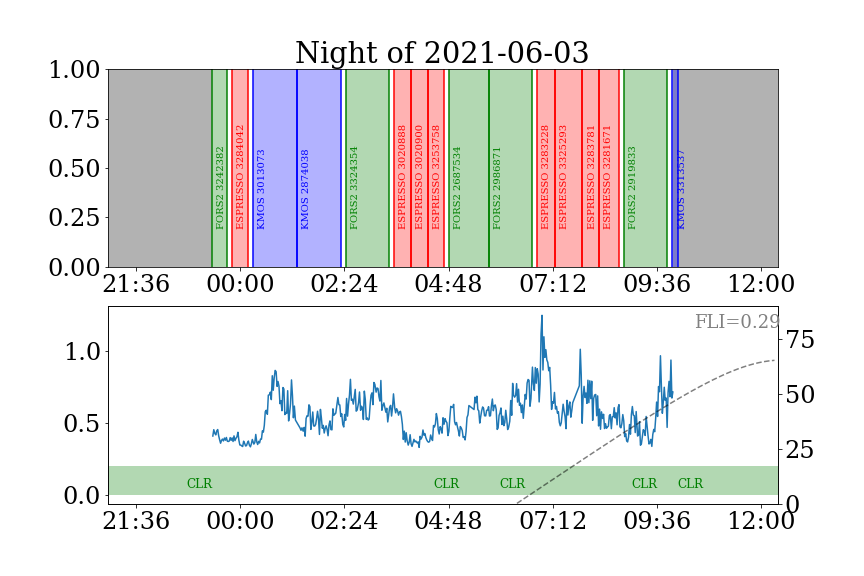 Night of 2021-06-03
1.00
0.75
0.50
0.25
0.00
FORS2 3242382
ESPRESSO 3284042
KMOS 3013073
KMOS 2874038
FORS2 3324354
ESPRESSO 3020888
ESPRESSO 3020900
ESPRESSO 3253758
FORS2 2687534
FORS2 2986871
ESPRESSO 3283228
ESPRESSO 3325293
ESPRESSO 3283781
ESPRESSO 3281671
FORS2 2919833
KMOS 3313537
21:36 00:00 02:24 04:48 07:12 09:36 12:00
FLI=0.29
1.0
0.5
0.0
75
50
25
0
CLR CLR CLR CLR CLR
21:36 00:00 02:24 04:48 07:12 09:36 12:00